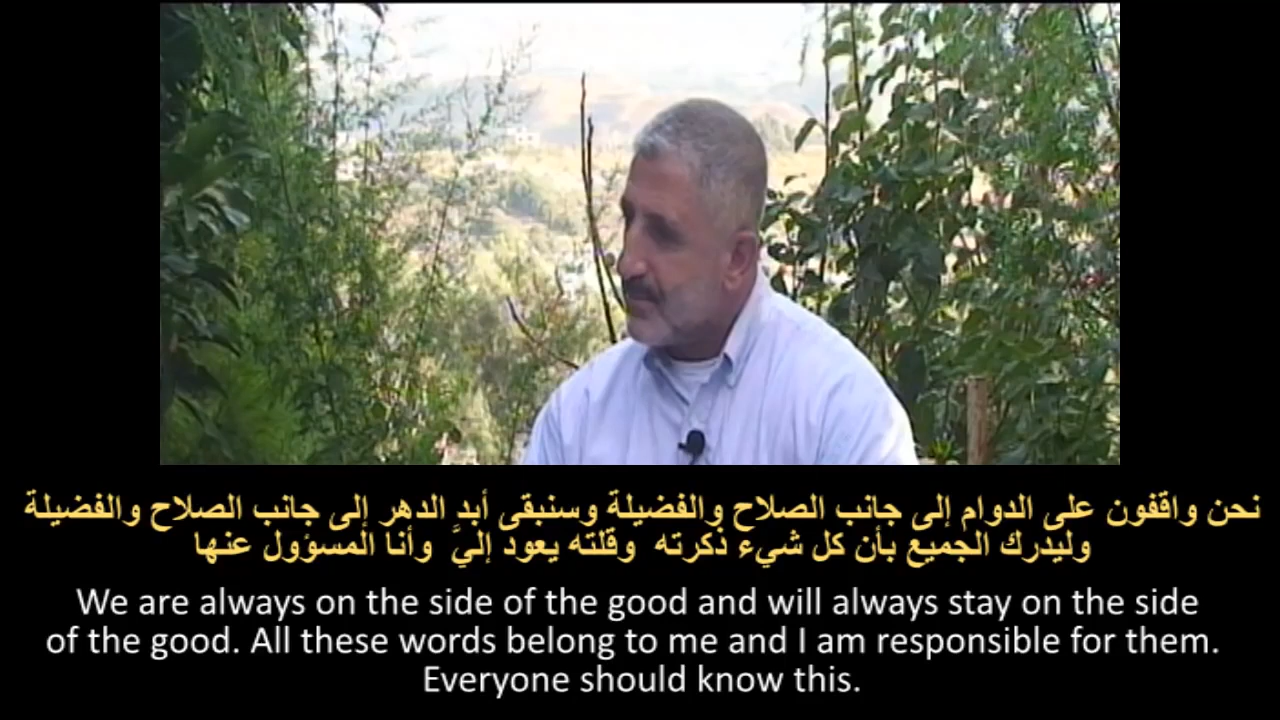 نحن واقفون على الدوام إلى جانب الصلاح والفضيلة وسنبقى أبد الدهر إلى جانب الصلاح والفضيلة
وليدرك الجميع بأن كل شيء ذكرته وقلته يعود إليَّ وأنا المسؤول عنها
We are always on the side of the good and will always stay on the side
of the good. All these words belong to me and I am responsible for them.
Everyone should know this.